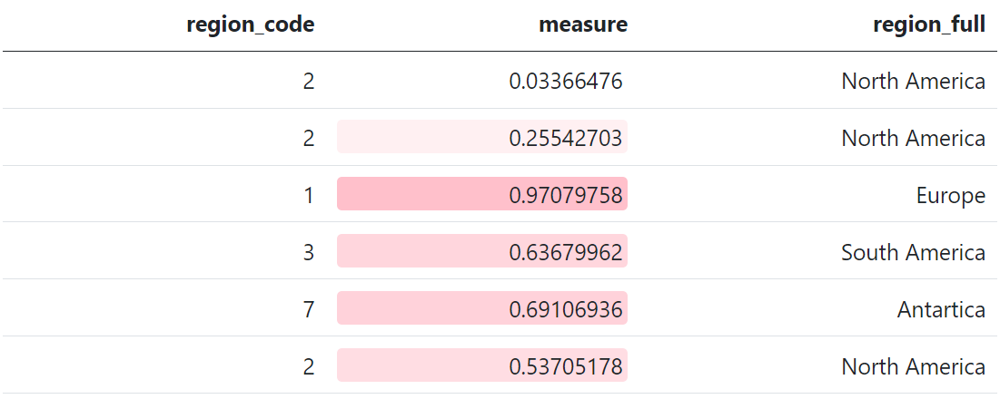 region_code measure region_full
2 0.03366476 North America
2 0.25542703 North America
1 0.97079758 Europe
3 0.63679962 South America
7 0.69106936 Antartica
2 0.53705178 North America